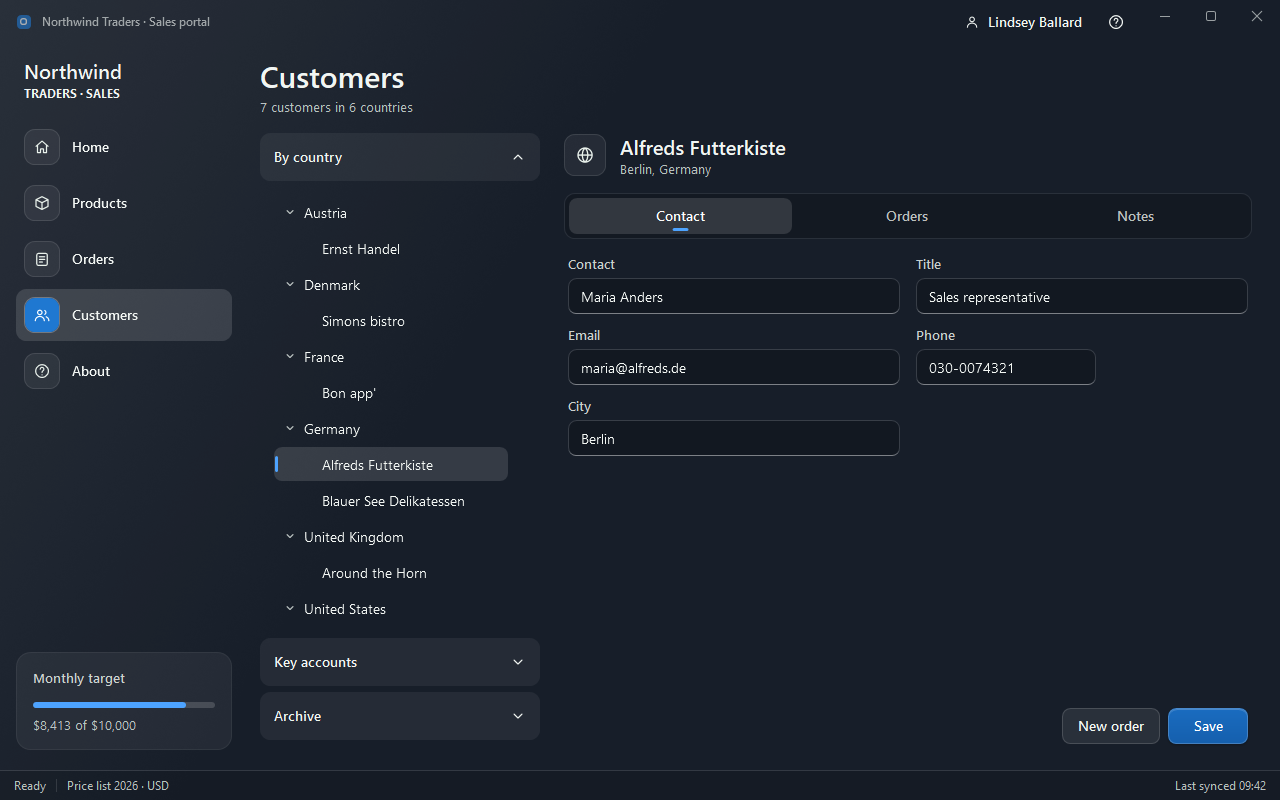 Northwind Traders · Sales portal
Lindsey Ballard
Northwind
TRADERS · SALES
Home
Products
Orders
Customers
About
Monthly target
$8,413 of $10,000
Customers
7 customers in 6 countries
By country
Austria
Ernst Handel
Denmark
Simons bistro
France
Bon app'
Germany
Alfreds Futterkiste
Blauer See Delikatessen
United Kingdom
Around the Horn
United States
Key accounts
Archive
Alfreds Futterkiste
Berlin, Germany
Contact Orders Notes
Contact Title
Maria Anders Sales representative
Email Phone
maria@alfreds.de 030-0074321
City
Berlin
New order Save
Ready Price list 2026 · USD Last synced 09:42